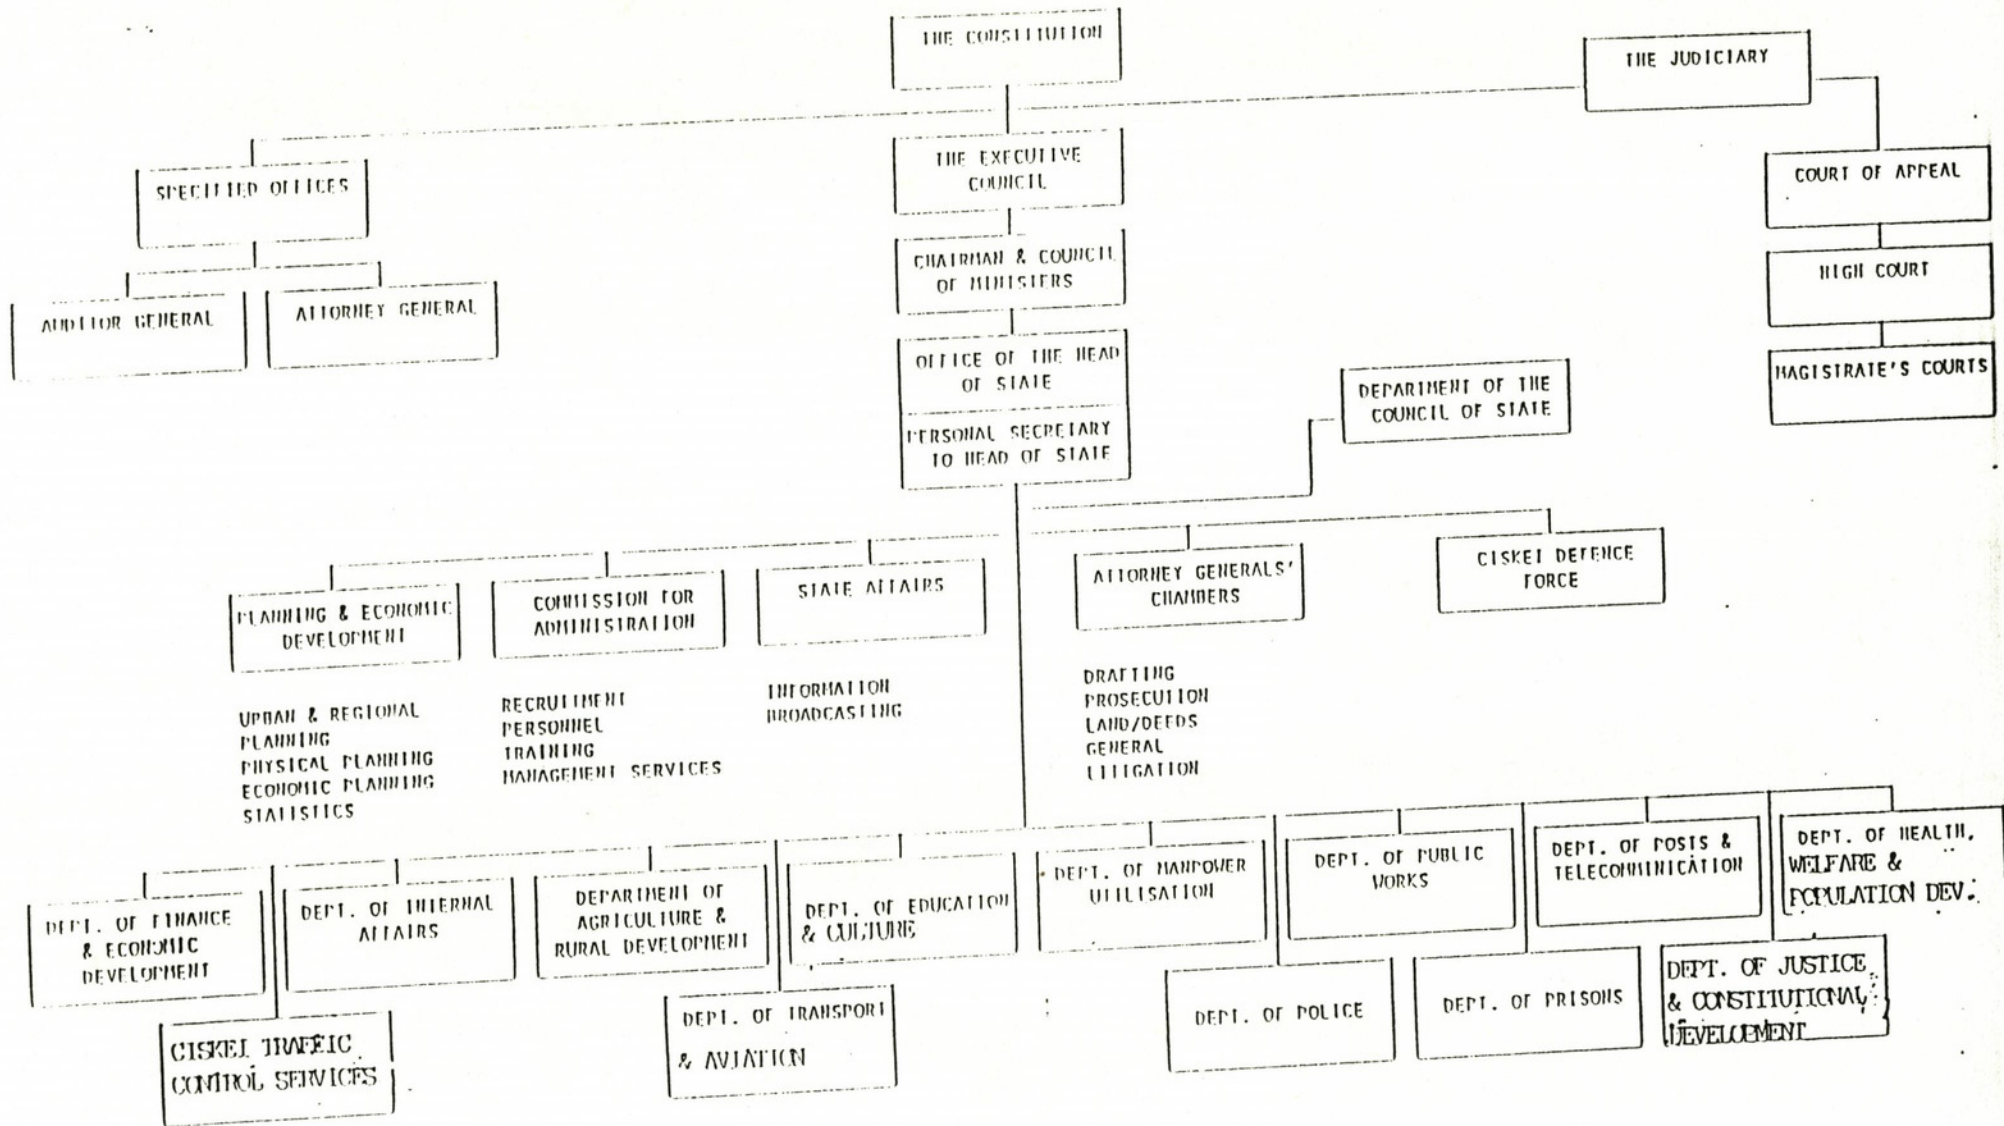 THE CONSTITUTION
THE JUDICIARY
THE EXECUTIVE
COUNCIL
SPECIFIED OFFICES
COURT OF APPEAL
CHAIRMAN & COUNCIL
OF MINISTERS
HIGH COURT
AUDITOR GENERAL
ATTORNEY GENERAL
OFFICE OF THE HEAD
OF STATE
MAGISTRATE'S COURTS
PERSONAL SECRETARY
TO HEAD OF STATE
DEPARTMENT OF THE
COUNCIL OF STATE
PLANNING & ECONOMIC
DEVELOPMENT
COMMISSION FOR
ADMINISTRATION
STATE AFFAIRS
ATTORNEY GENERALS'
CHAMBERS
CISKEI DEFENCE
FORCE
URBAN & REGIONAL
PLANNING
PHYSICAL PLANNING
ECONOMIC PLANNING
STATISTICS
RECRUITMENT
PERSONNEL
TRAINING
MANAGEMENT SERVICES
INFORMATION
BROADCASTING
DRAFTING
PROSECUTION
LAND/DEEDS
GENERAL
LITIGATION
DEPT. OF FINANCE
& ECONOMIC
DEVELOPMENT
DEPT. OF INTERNAL
AFFAIRS
DEPARTMENT OF
AGRICULTURE &
RURAL DEVELOPMENT
DEPT. OF EDUCATION
& CULTURE
DEPT. OF MANPOWER
UTILISATION
DEPT. OF PUBLIC
WORKS
DEPT. OF POSTS &
TELECOMMINICATION
DEPT. OF HEALTH,
WELFARE &
POPULATION DEV.
CISKEI TRAFFIC
CONTROL SERVICES
DEPT. OF TRANSPORT
& AVIATION
DEPT. OF POLICE
DEPT. OF PRISONS
DEPT. OF JUSTICE
& CONSTITUTIONAL
DEVELOPMENT